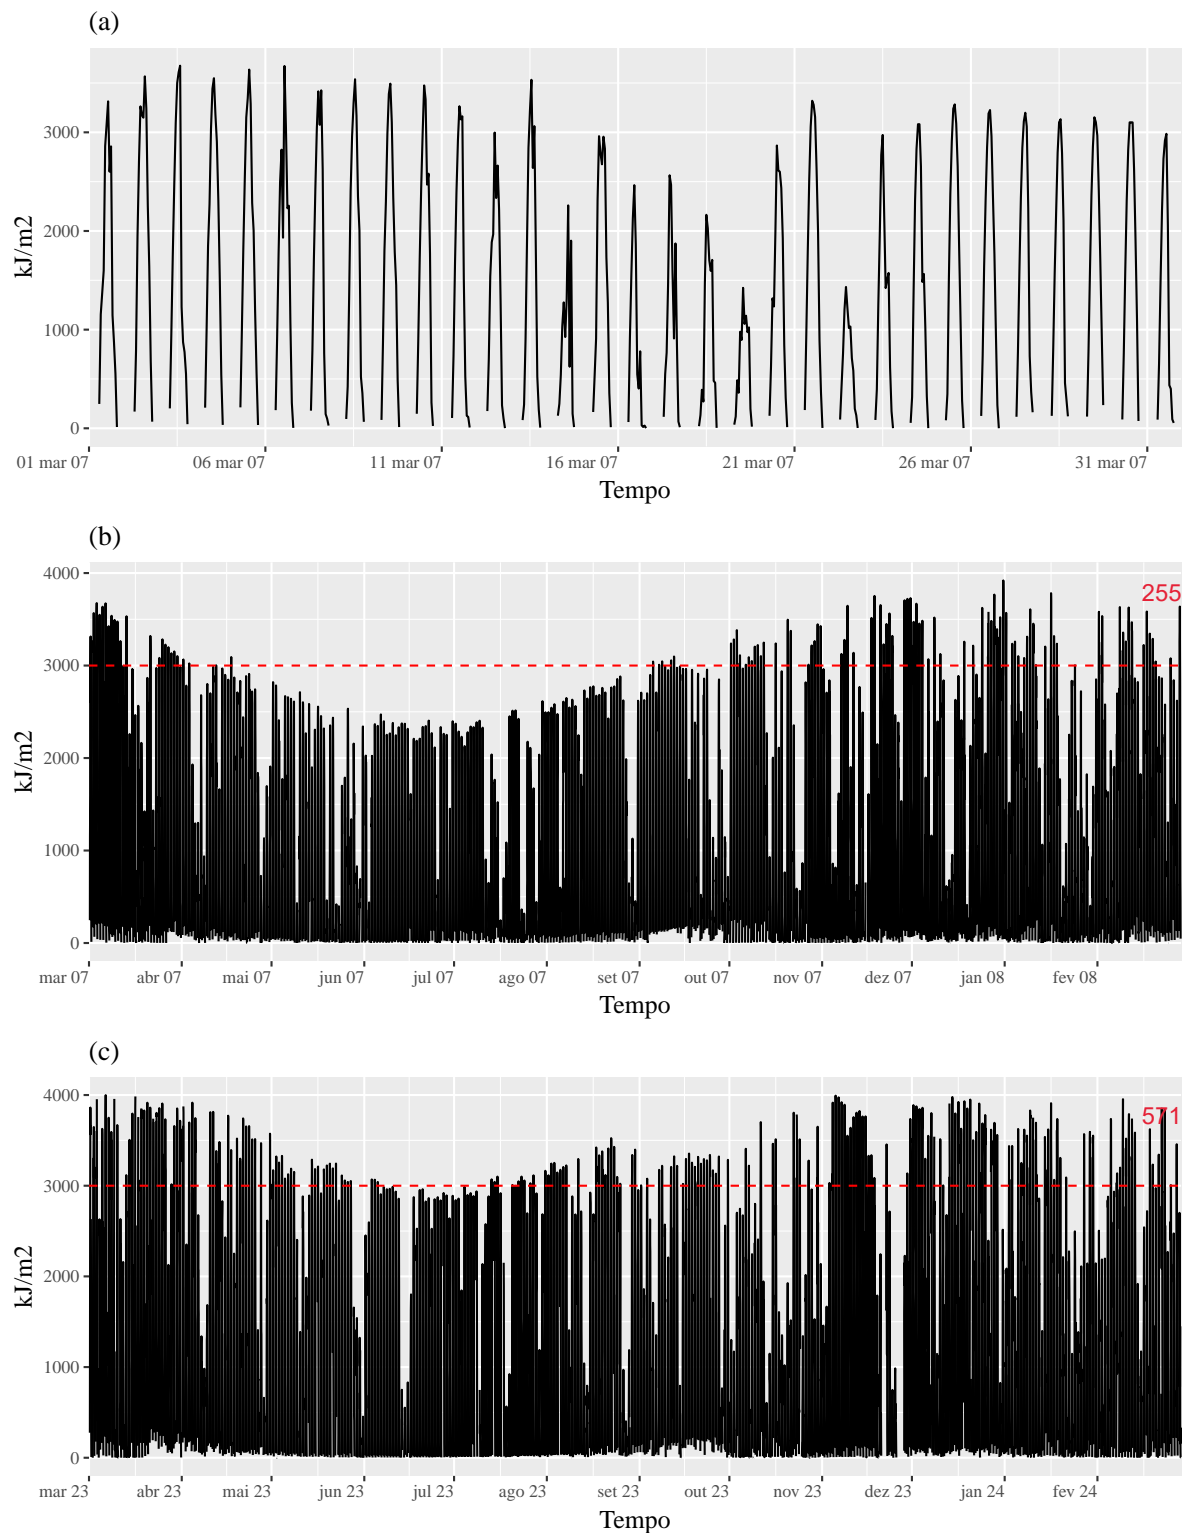 (a)
3000
2000
1000
0
kJ/m2
01 mar 07 06 mar 07 11 mar 07 16 mar 07 21 mar 07 26 mar 07 31 mar 07
Tempo
(b)
4000
255
3000
2000
1000
0
kJ/m2
mar 07 abr 07 mai 07 jun 07 jul 07 ago 07 set 07 out 07 nov 07 dez 07 jan 08 fev 08
Tempo
(c)
4000
571
3000
2000
1000
0
kJ/m2
mar 23 abr 23 mai 23 jun 23 jul 23 ago 23 set 23 out 23 nov 23 dez 23 jan 24 fev 24
Tempo